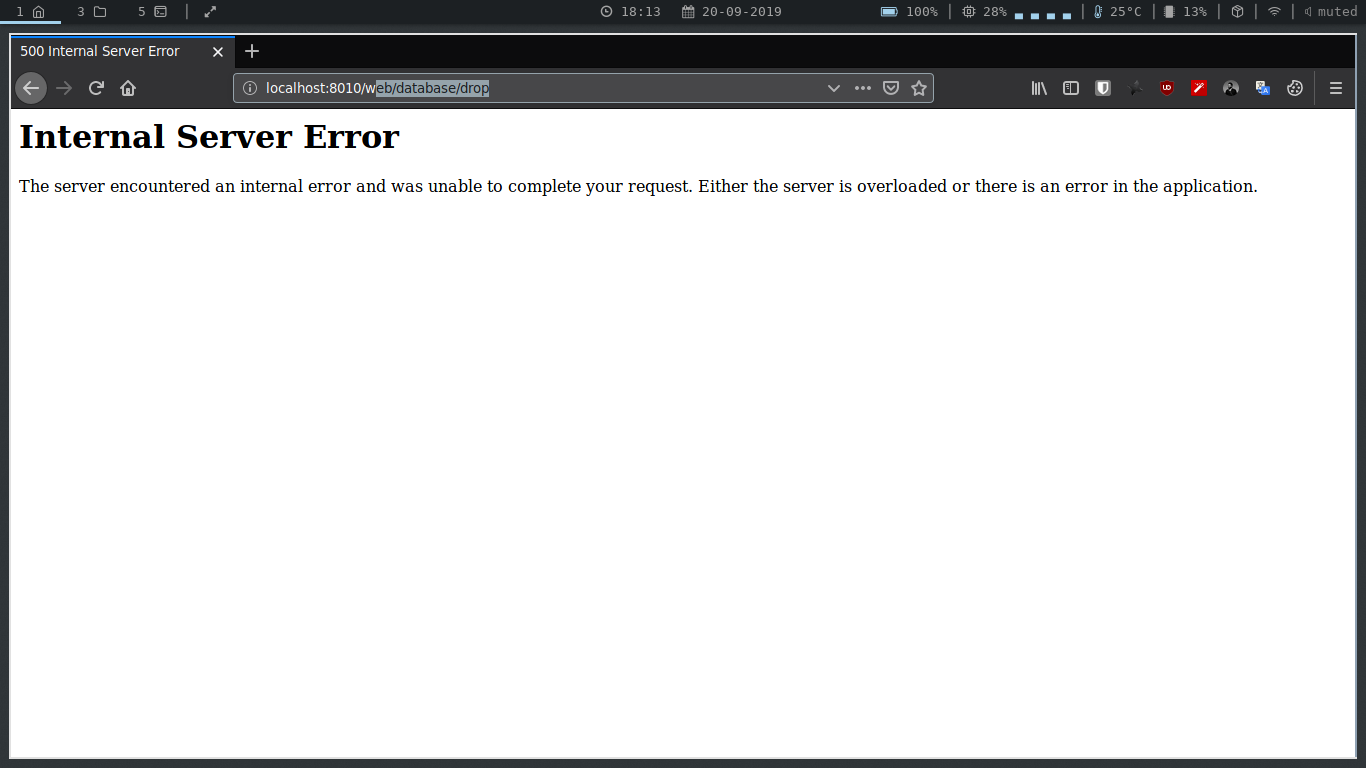 1 3 5 18:13 20-09-2019 100% 28% 25°C 13% muted
500 Internal Server Error
localhost:8010/web/database/drop
Internal Server Error
The server encountered an internal error and was unable to complete your request. Either the server is overloaded or there is an error in the application.